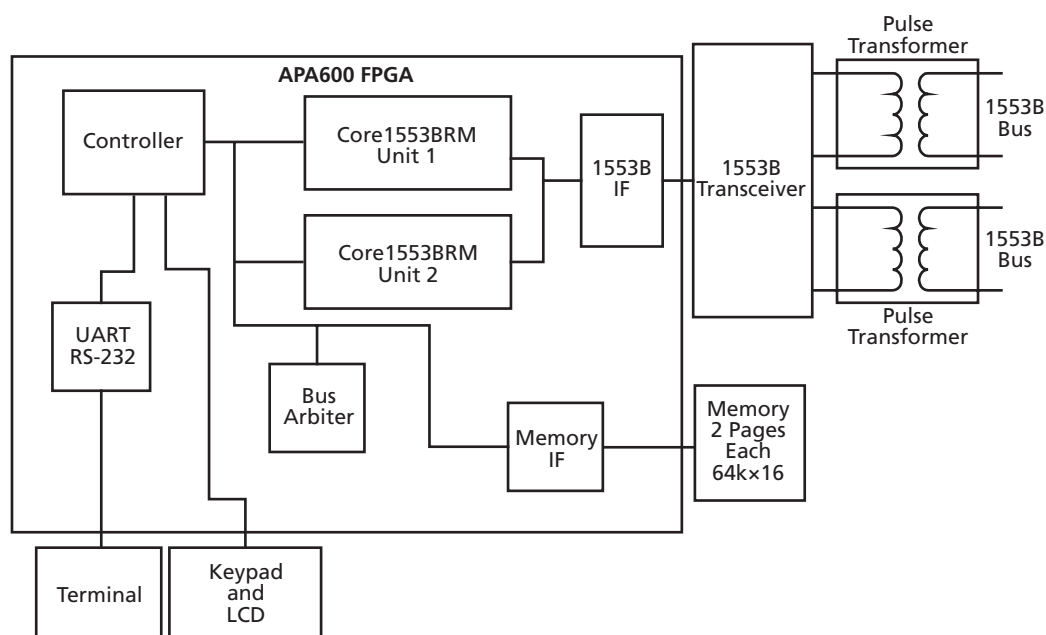 APA600 FPGA
Controller
Core1553BRM
Unit 1
Core1553BRM
Unit 2
1553B
IF
1553B
Transceiver
Pulse
Transformer
1553B
Bus
1553B
Bus
Pulse
Transformer
UART
RS-232
Bus
Arbiter
Memory
IF
Memory
2 Pages
Each
64k×16
Terminal
Keypad
and
LCD